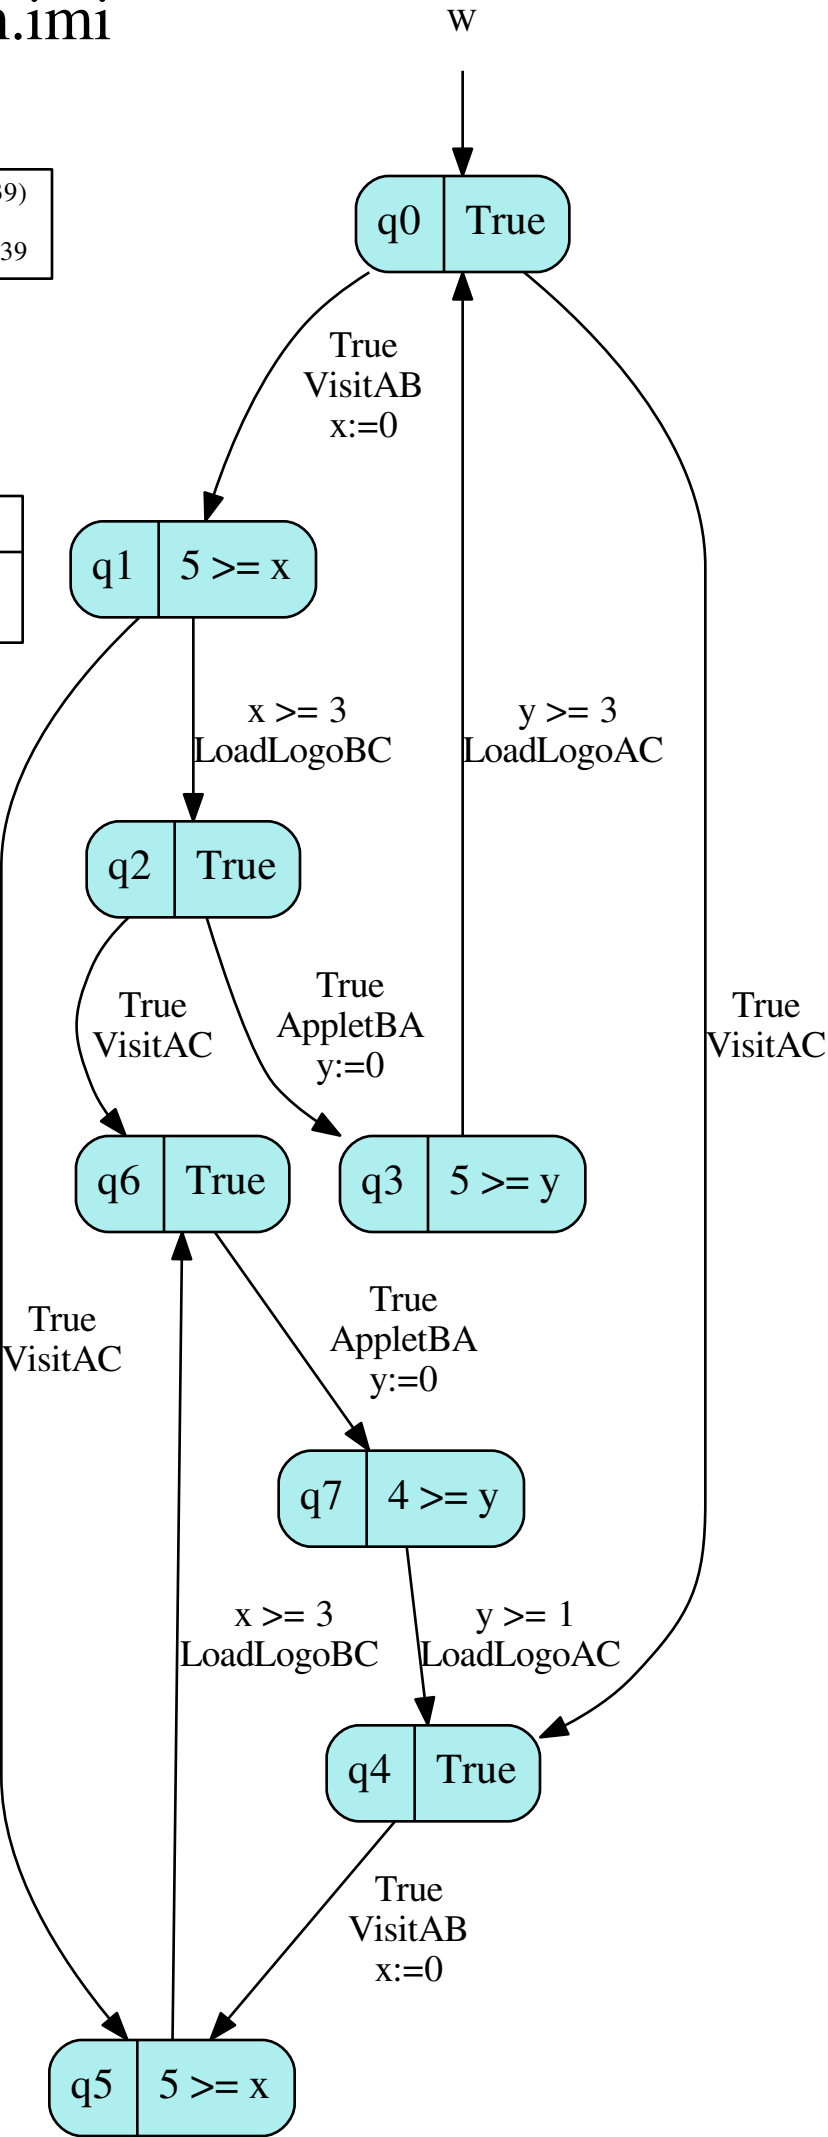 n.imi
w
39)
39
q0 True
True
VisitAB
x:=0
q1 5 >= x
x >= 3
LoadLogoBC
y >= 3
LoadLogoAC
q2 True
True
VisitAC
True
AppletBA
y:=0
True
VisitAC
q6 True
q3 5 >= y
True
VisitAC
True
AppletBA
y:=0
q7 4 >= y
x >= 3
LoadLogoBC
y >= 1
LoadLogoAC
q4 True
True
VisitAB
x:=0
q5 5 >= x